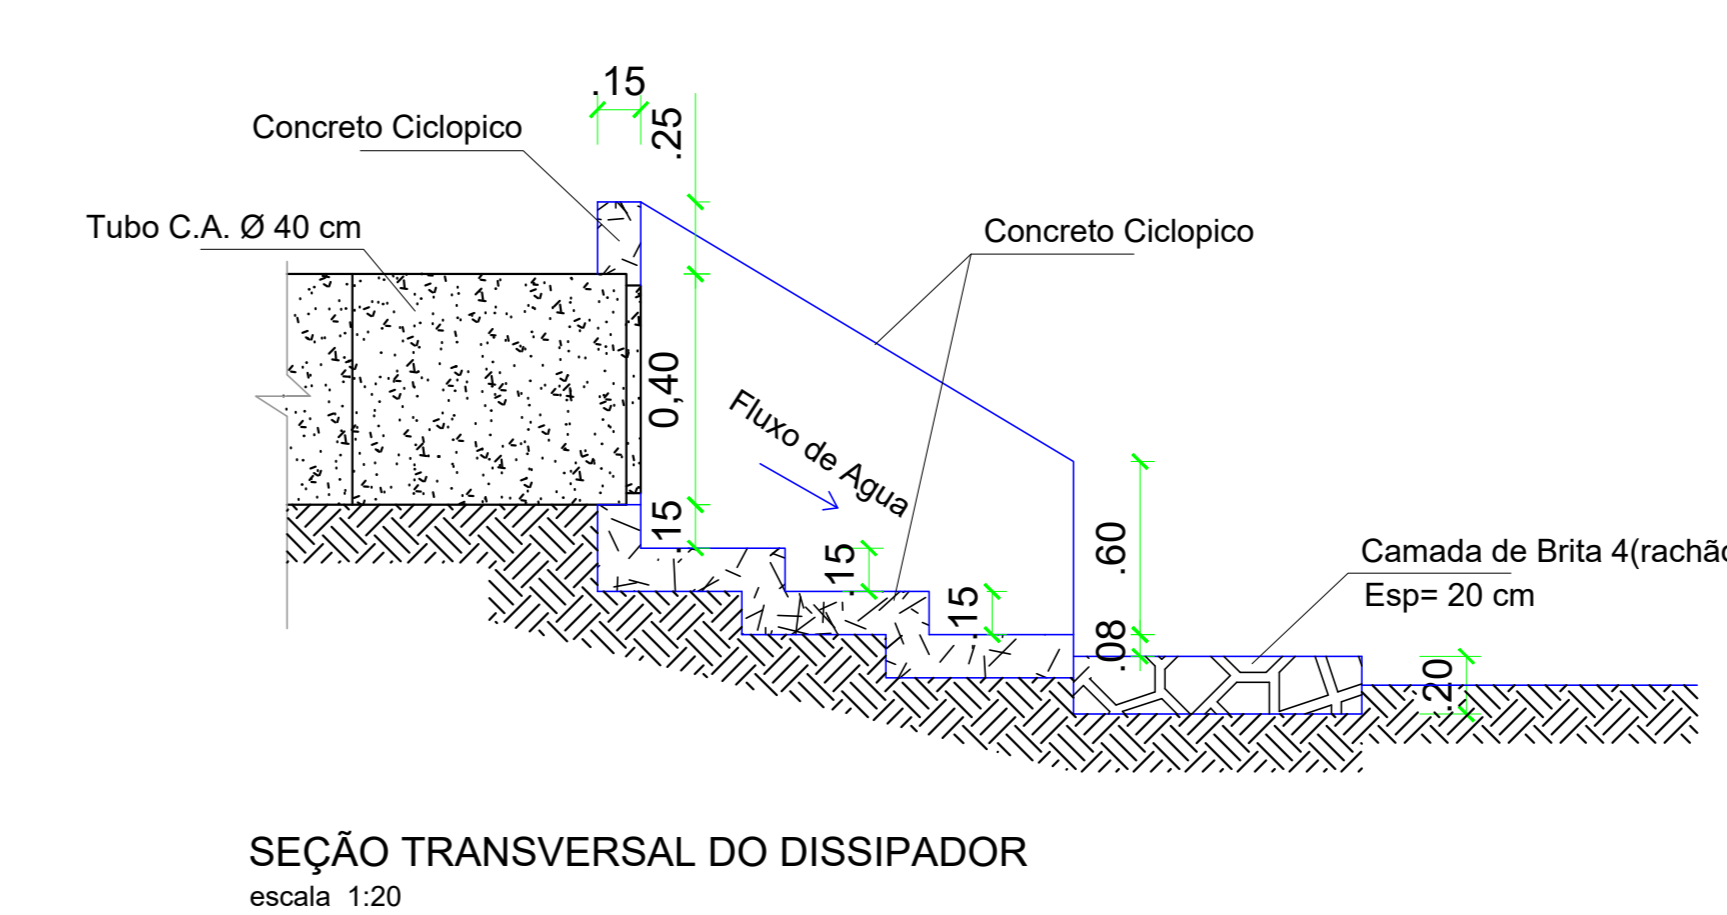 .15
.25
Concreto Ciclopico
Tubo C.A. Ø 40 cm
Concreto Ciclopico
0,40
Fluxo de Agua
.15
.15
.15
.60
.08
Camada de Brita 4(rachão
Esp= 20 cm
.20
SEÇÃO TRANSVERSAL DO DISSIPADOR
escala 1:20